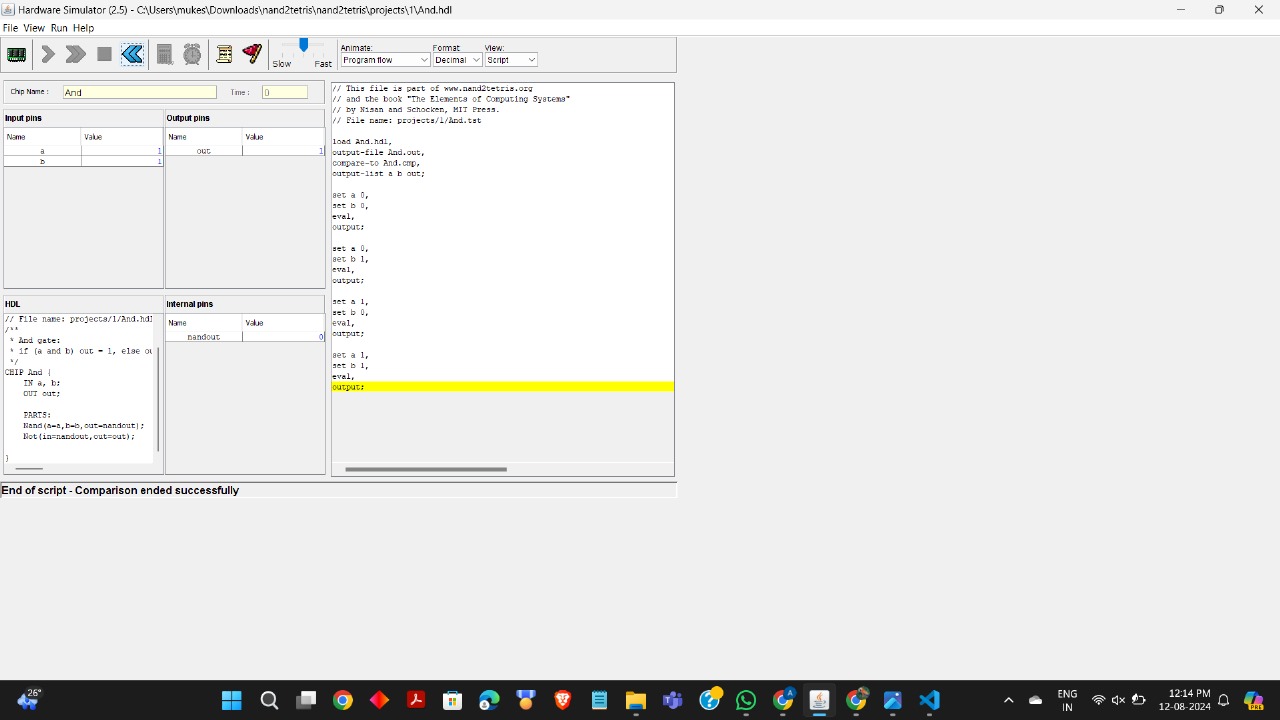 Hardware Simulator (2.5) - C:\Users\mukes\Downloads\nand2tetris\nand2tetris\projects\1\And.hdl
File View Run Help
Slow Fast
Animate: Format: View:
Program flow Decimal Script
Chip Name : And Time : 0
Input pins
Name Value
a 1
b 1
Output pins
Name Value
out 1
HDL
// File name: projects/1/And.hdl
/**
* And gate:
* if (a and b) out = 1, else ou
*/
CHIP And {
IN a, b;
OUT out;
PARTS:
Nand(a=a,b=b,out=nandout);
Not(in=nandout,out=out);
}
Internal pins
Name Value
nandout 0
// This file is part of www.nand2tetris.org
// and the book "The Elements of Computing Systems"
// by Nisan and Schocken, MIT Press.
// File name: projects/1/And.tst
load And.hdl,
output-file And.out,
compare-to And.cmp,
output-list a b out;
set a 0,
set b 0,
eval,
output;
set a 0,
set b 1,
eval,
output;
set a 1,
set b 0,
eval,
output;
set a 1,
set b 1,
eval,
output;
End of script - Comparison ended successfully
26°
ENG
IN
12:14 PM
12-08-2024
PRE